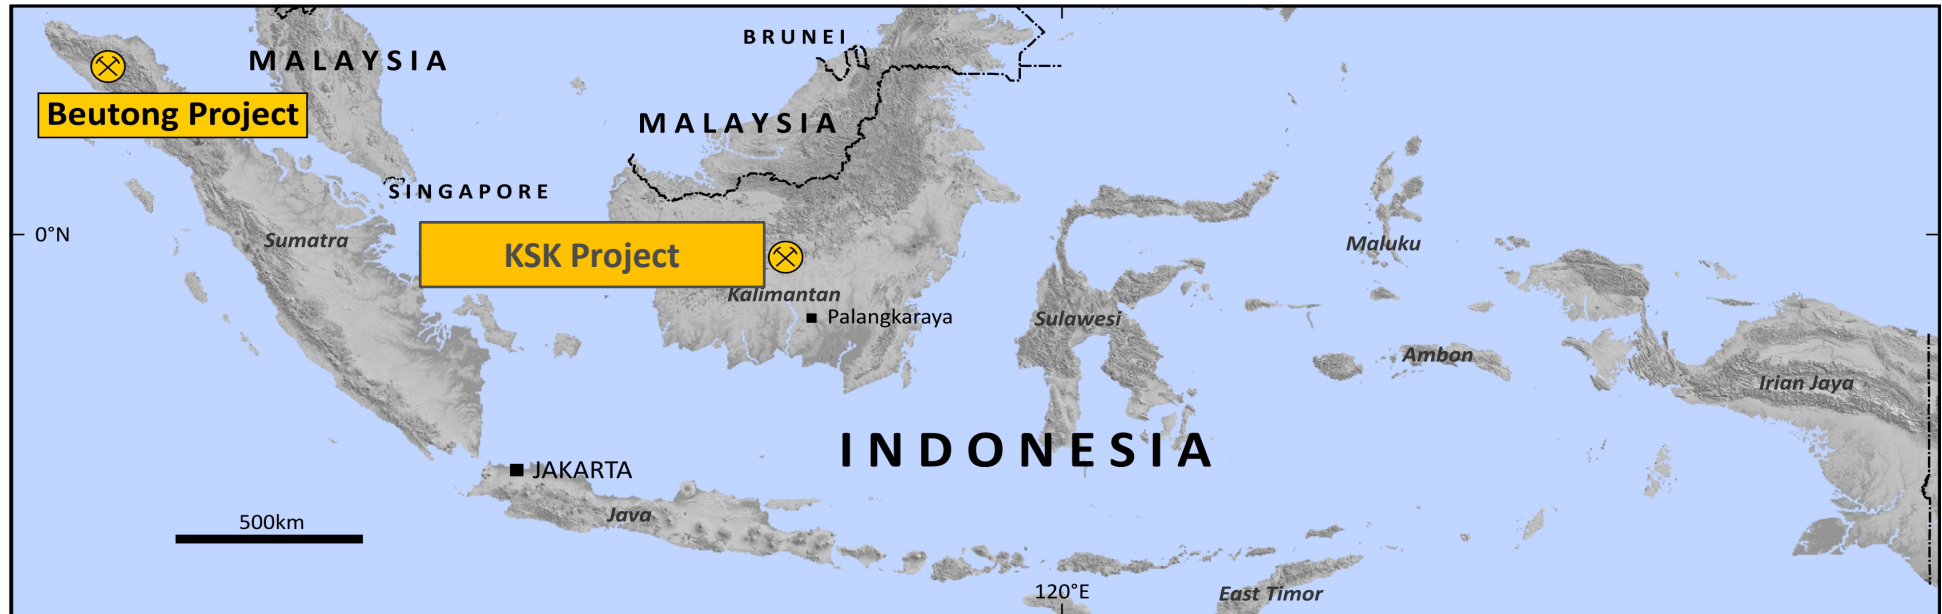 BRUNEI
MALAYSIA
Beutong Project
MALAYSIA
SINGAPORE
0°N
Sumatra
KSK Project
Maluku
Kalimantan
Palangkaraya
Sulawesi
Ambon
Irian Jaya
INDONESIA
JAKARTA
Java
500km
120°E
East Timor